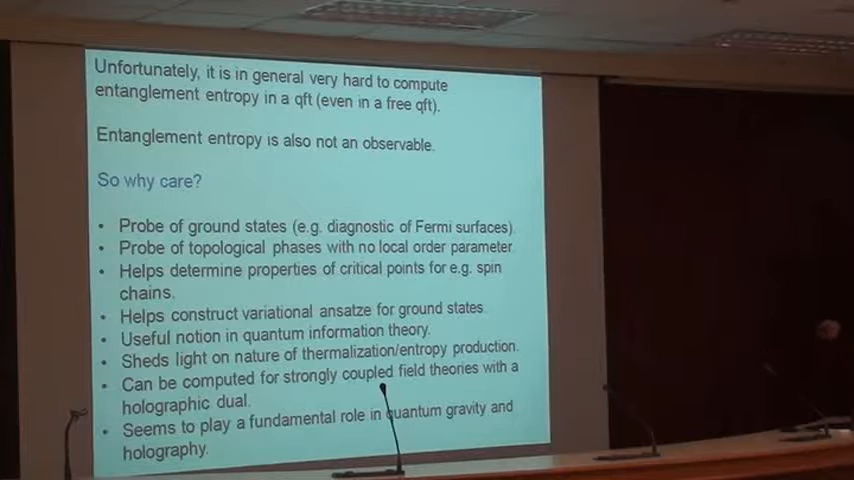 Unfortunately, it is in general very hard to compute
entanglement entropy in a qft (even in a free qft).
Entanglement entropy is also not an observable.
So why care?
• Probe of ground states (e.g. diagnostic of Fermi surfaces).
• Probe of topological phases with no local order parameter.
• Helps determine properties of critical points for e.g. spin
chains.
• Helps construct variational ansatze for ground states.
• Useful notion in quantum information theory.
• Sheds light on nature of thermalization/entropy production.
• Can be computed for strongly coupled field theories with a
holographic dual.
• Seems to play a fundamental role in quantum gravity and
holography.